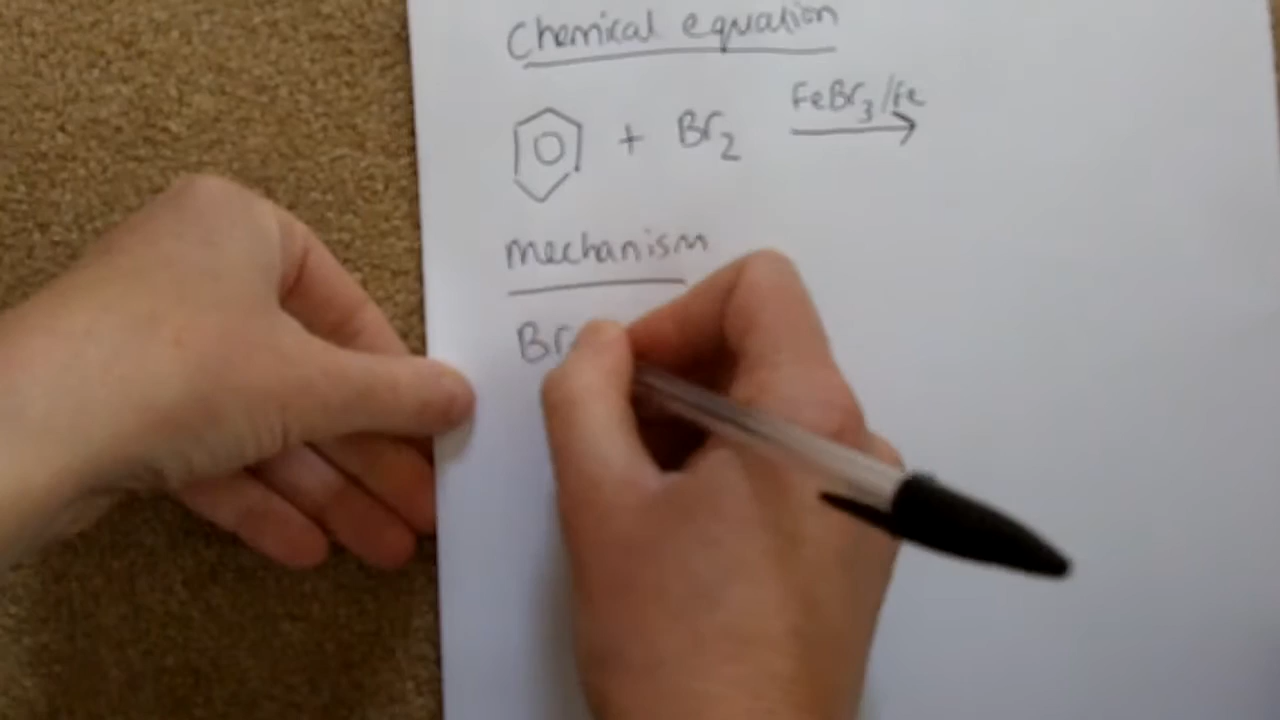 Chemical equation
FeBr3/Fe
+ Br2
mechanism
Br